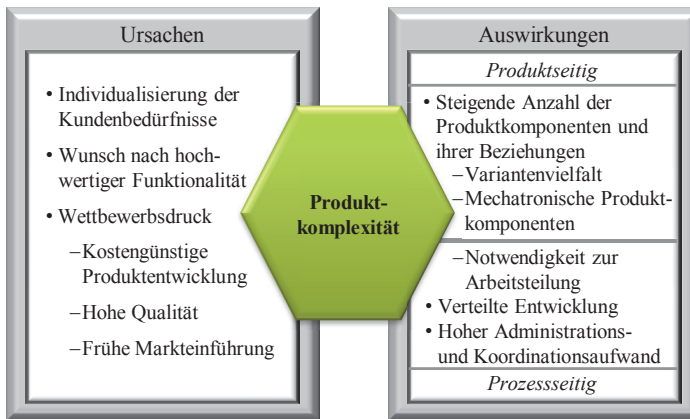 Ursachen
• Individualisierung der
Kundenbedürfnisse
• Wunsch nach hoch-
wertiger Funktionalität
• Wettbewerbsdruck
–Kostengünstige
Produktentwicklung
–Hohe Qualität
–Frühe Markteinführung
Produkt-
komplexität
Auswirkungen
Produktseitig
• Steigende Anzahl der
Produktkomponenten und
ihrer Beziehungen
–Variantenvielfalt
–Mechatronische Produkt-
komponenten
–Notwendigkeit zur
Arbeitsteilung
• Verteilte Entwicklung
• Hoher Administrations-
und Koordinationsaufwand
Prozessseitig